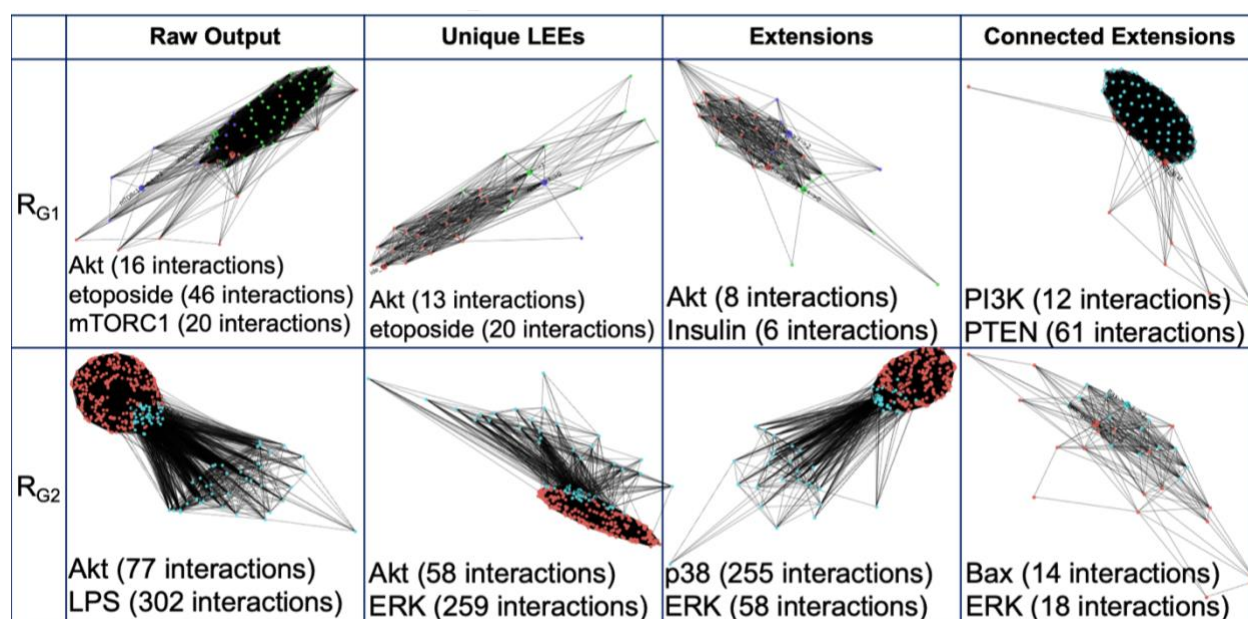 Raw Output
Unique LEEs
Extensions
Connected Extensions
RG1
Akt (16 interactions)
etoposide (46 interactions)
mTORC1 (20 interactions)
Akt (13 interactions)
etoposide (20 interactions)
Akt (8 interactions)
Insulin (6 interactions)
PI3K (12 interactions)
PTEN (61 interactions)
RG2
Akt (77 interactions)
LPS (302 interactions)
Akt (58 interactions)
ERK (259 interactions)
p38 (255 interactions)
ERK (58 interactions)
Bax (14 interactions)
ERK (18 interactions)